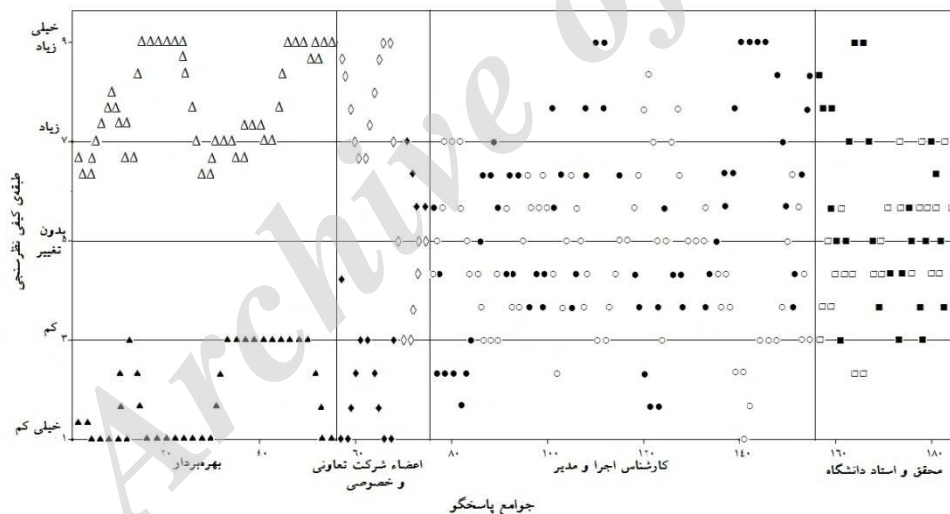 خیلی
زیاد ۹
زیاد
۷
بدون
تغییر
۵
کم
۳
خیلی کم
۱
طبقه‌ی کیفی نظرسنجی
۲۰ ۴۰ ۶۰ ۸۰ ۱۰۰ ۱۲۰ ۱۴۰ ۱۶۰ ۱۸۰
بهره‌بردار
اعضاء شرکت تعاونی
و خصوصی
کارشناس اجرا و مدیر
محقق و استاد دانشگاه
جوامع پاسخگو
Archive of